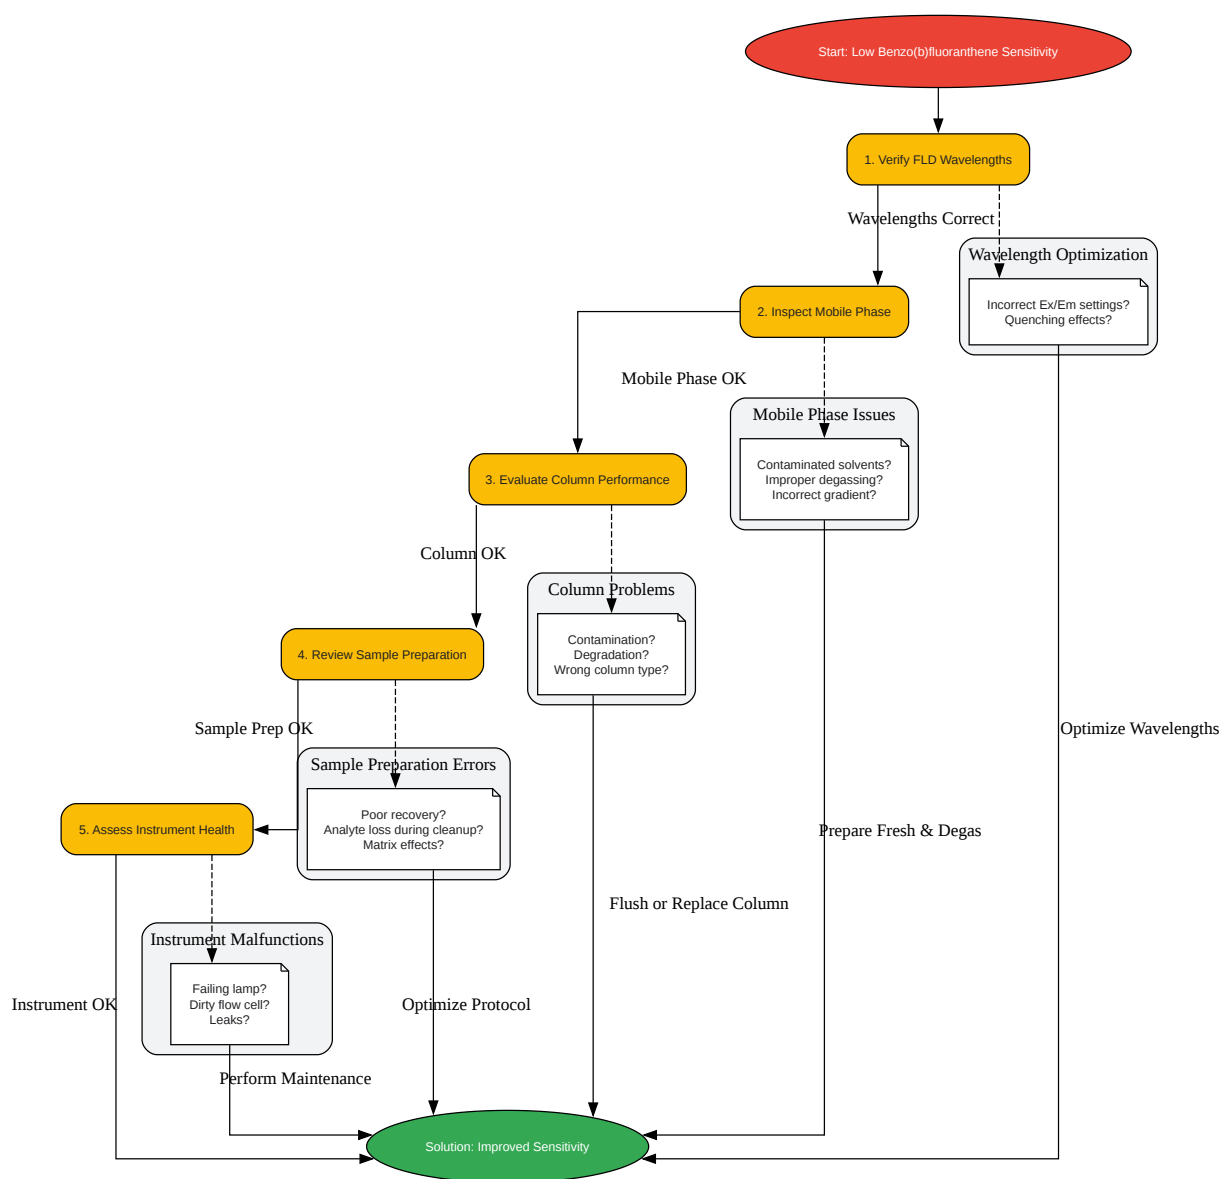 Start: Low Benzo(b)fluoranthene Sensitivity
1. Verify FLD Wavelengths
Wavelengths Correct
Wavelength Optimization
Incorrect Ex/Em settings?
Quenching effects?
2. Inspect Mobile Phase
Mobile Phase OK
Mobile Phase Issues
Contaminated solvents?
Improper degassing?
Incorrect gradient?
3. Evaluate Column Performance
Column OK
Column Problems
Contamination?
Degradation?
Wrong column type?
4. Review Sample Preparation
Sample Prep OK
Optimize Wavelengths
Sample Preparation Errors
Poor recovery?
Analyte loss during cleanup?
Matrix effects?
5. Assess Instrument Health
Prepare Fresh & Degas
Flush or Replace Column
Instrument Malfunctions
Failing lamp?
Dirty flow cell?
Leaks?
Instrument OK
Optimize Protocol
Perform Maintenance
Solution: Improved Sensitivity